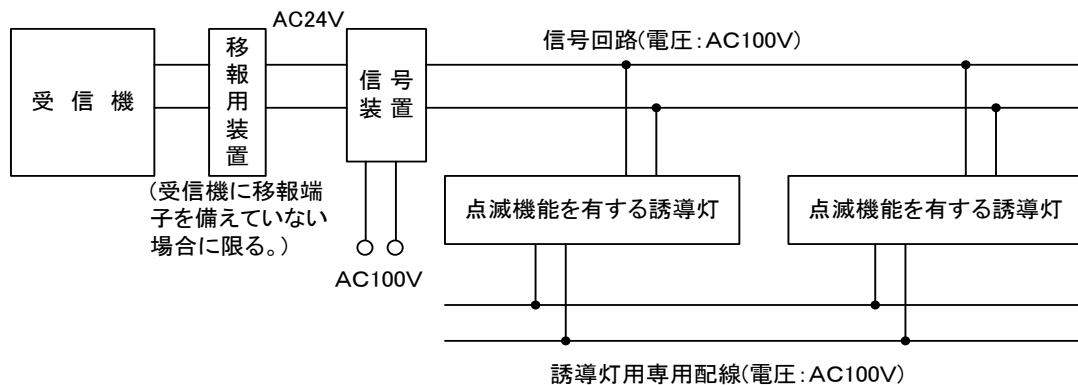 AC24V
信号回路(電圧:AC100V)
受信機
移報用装置
信号
装置
(受信機に移報端
子を備えていない
場合に限る。)
点滅機能を有する誘導灯
点滅機能を有する誘導灯
AC100V
誘導灯用専用配線(電圧:AC100V)